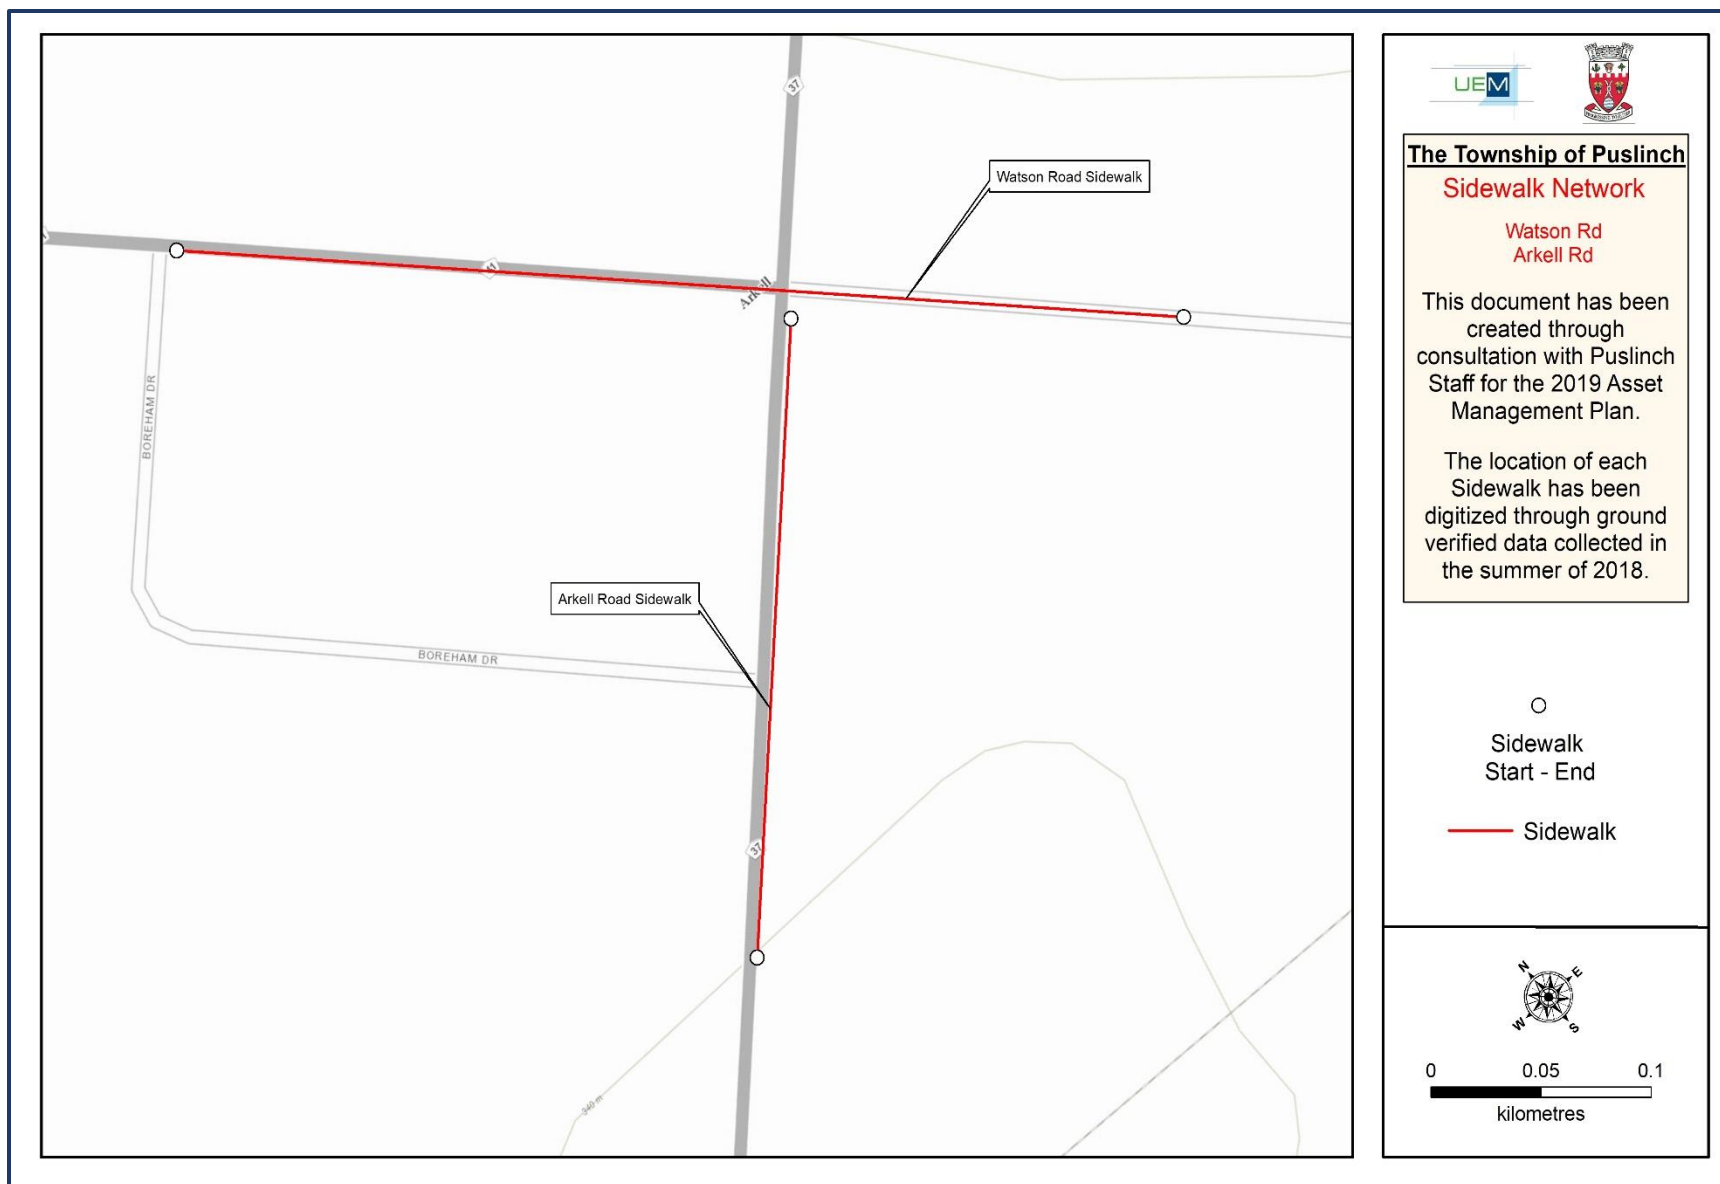 37
Watson Road Sidewalk
41
Arkell
BOREHAM DR
Arkell Road Sidewalk
BOREHAM DR
37
340 m
UEM
The Township of Puslinch
Sidewalk Network
Watson Rd
Arkell Rd
This document has been
created through
consultation with Puslinch
Staff for the 2019 Asset
Management Plan.
The location of each
Sidewalk has been
digitized through ground
verified data collected in
the summer of 2018.
Sidewalk
Start - End
Sidewalk
N
E
W
S
0 0.05 0.1
kilometres